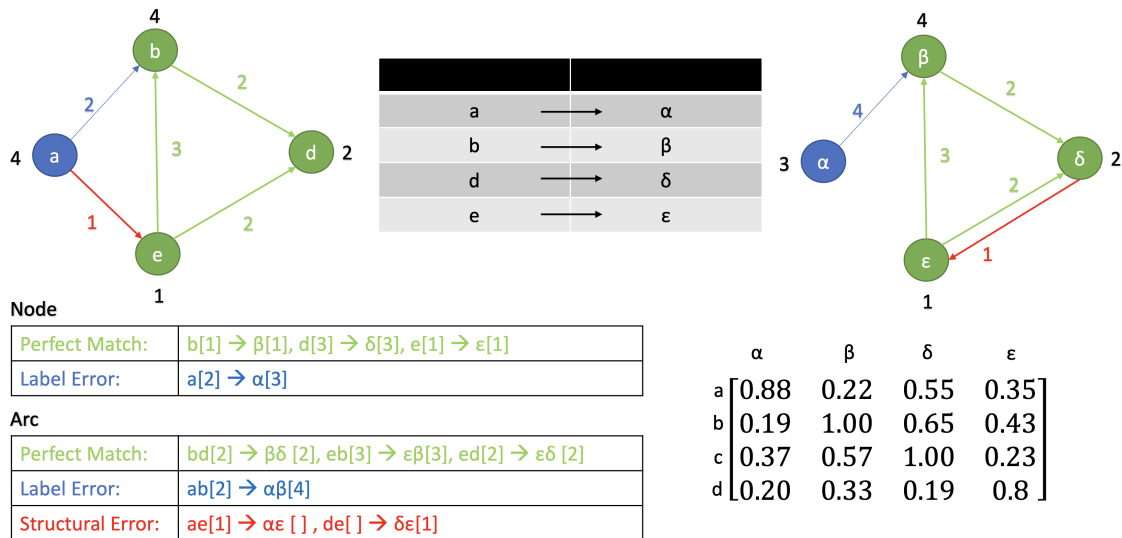 4
b
2
2
4
a
3
d
2
1
2
e
1
a → α
b → β
d → δ
e → ε
4
β
4
2
3
α
3
δ
2
2
ε
1
1
Node
Perfect Match: b[1] → β[1], d[3] → δ[3], e[1] → ε[1]
Label Error: a[2] → α[3]
Arc
Perfect Match: bd[2] → βδ [2], eb[3] → εβ[3], ed[2] → εδ [2]
Label Error: ab[2] → αβ[4]
Structural Error: ae[1] → αε [ ] , de[ ] → δε[1]
α β δ ε
a 0.88 0.22 0.55 0.35
b 0.19 1.00 0.65 0.43
c 0.37 0.57 1.00 0.23
d 0.20 0.33 0.19 0.8